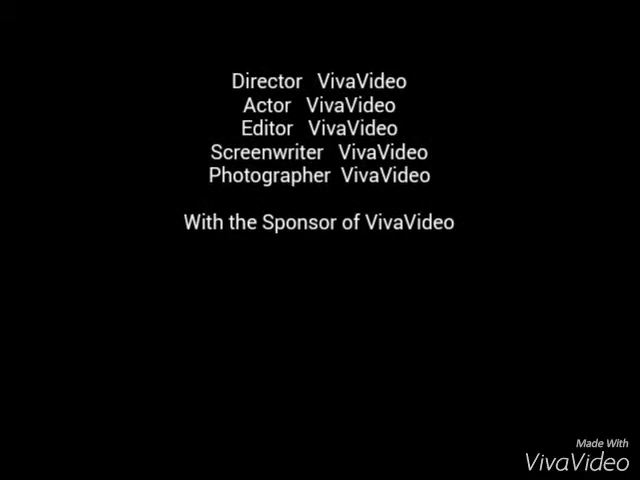 Director VivaVideo
Actor VivaVideo
Editor VivaVideo
Screenwriter VivaVideo
Photographer VivaVideo
With the Sponsor of VivaVideo
Made With
VivaVideo